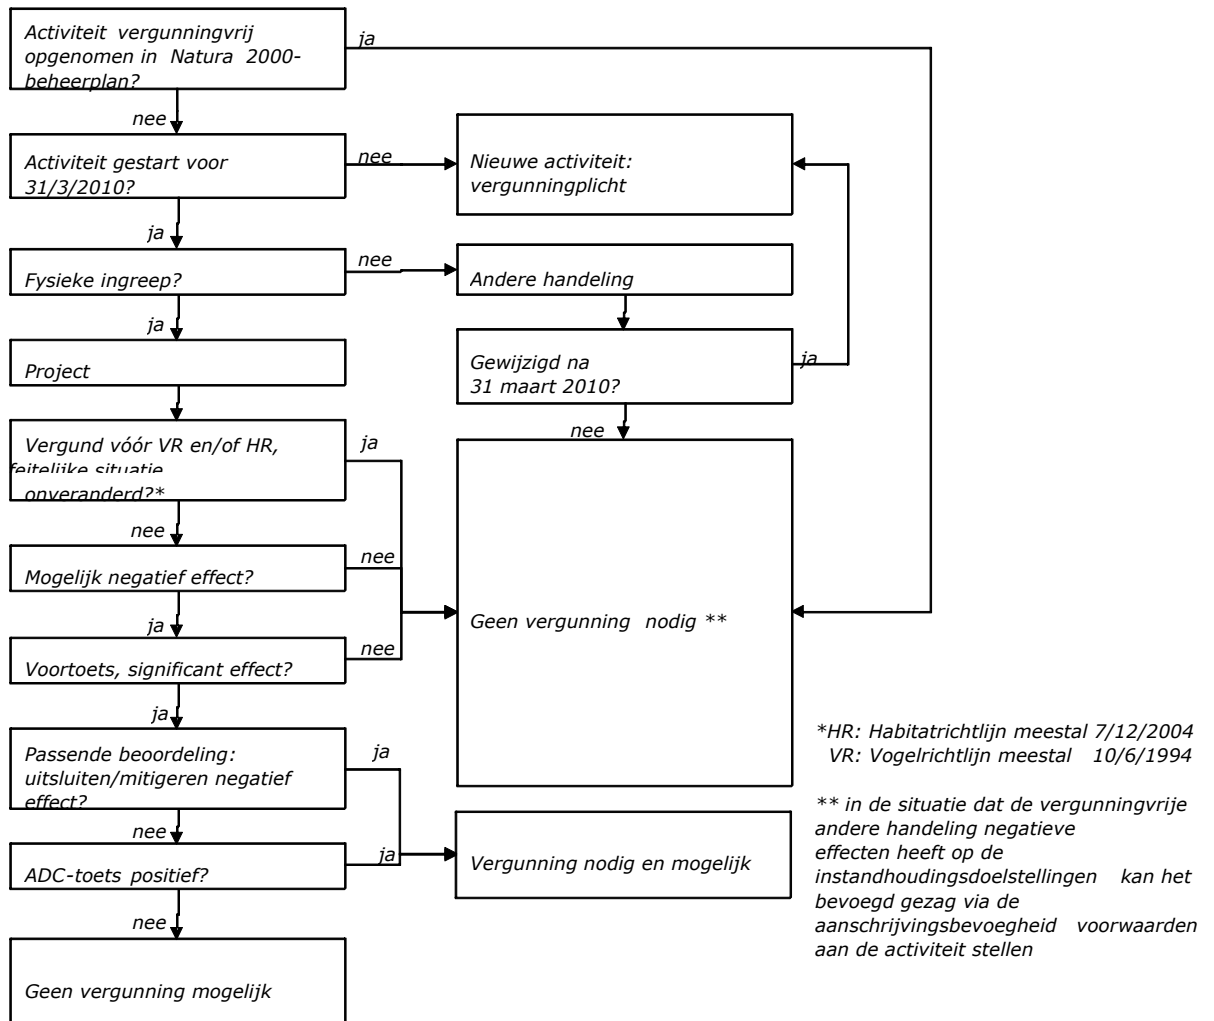 Activiteit vergunningvrij
opgenomen in Natura 2000-
beheerplan?
ja
nee
Activiteit gestart voor
31/3/2010?
nee
Nieuwe activiteit:
vergunningplicht
ja
Fysieke ingreep?
nee
Andere handeling
ja
Project
Gewijzigd na
31 maart 2010?
ja
nee
Vergund vóór VR en/of HR,
feitelijke situatie
onveranderd?*
ja
nee
Mogelijk negatief effect?
nee
Geen vergunning nodig **
ja
Voortoets, significant effect?
nee
ja
Passende beoordeling:
uitsluiten/mitigeren negatief
effect?
ja
nee
ADC-toets positief?
ja
Vergunning nodig en mogelijk
nee
Geen vergunning mogelijk
*HR: Habitatrichtlijn meestal 7/12/2004
VR: Vogelrichtlijn meestal 10/6/1994
** in de situatie dat de vergunningvrije
andere handeling negatieve
effecten heeft op de
instandhoudingsdoelstellingen kan het
bevoegd gezag via de
aanschrijvingsbevoegheid voorwaarden
aan de activiteit stellen